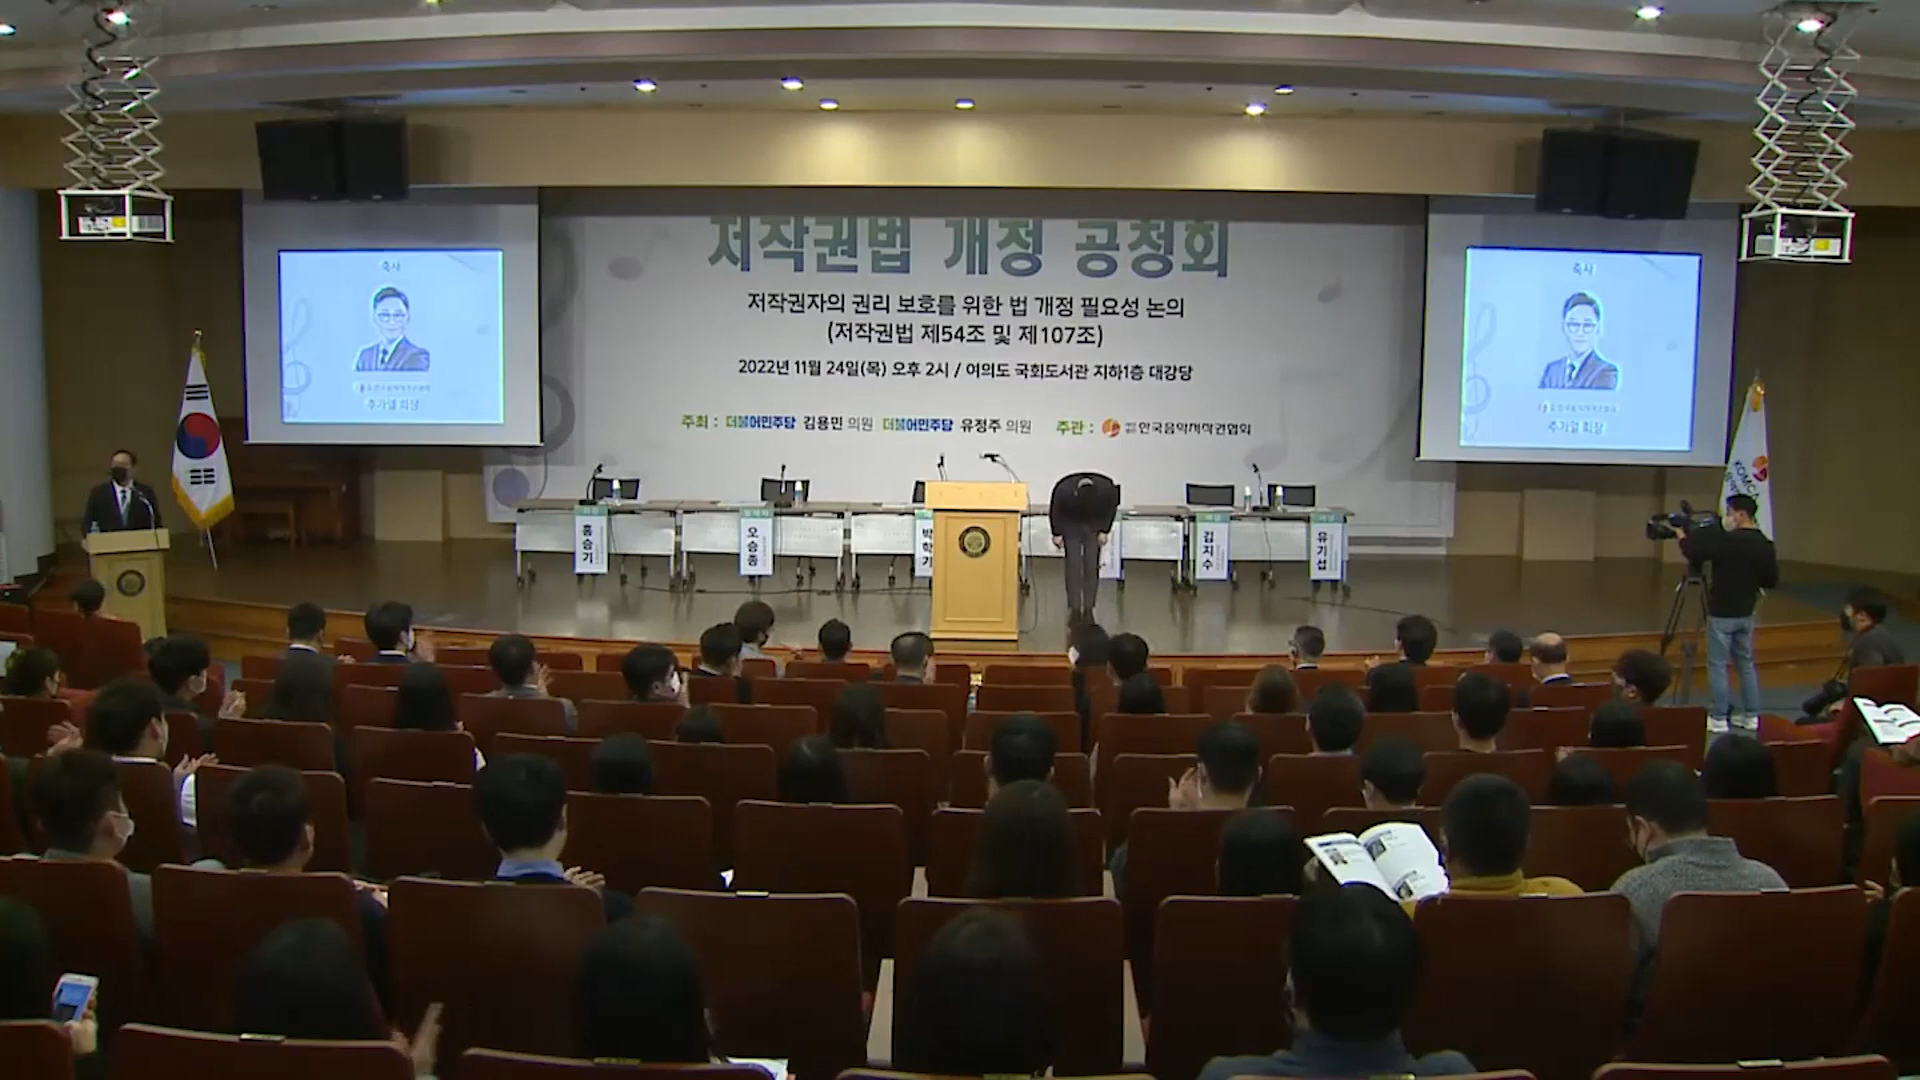 저작권법 개정 공청회
저작권자의 권리 보호를 위한 법 개정 필요성 논의
(저작권법 제54조 및 제107조)
2022년 11월 24일(목) 오후 2시 / 여의도 국회도서관 지하1층 대강당
주최 : 더불어민주당 김용민 의원 더불어민주당 유정주 의원 주관 : 한국음악저작권협회
축사
추가열 회장
축사
추가열 회장
KOMCA
홍승기
오승종
박학기
김지수
유기섭